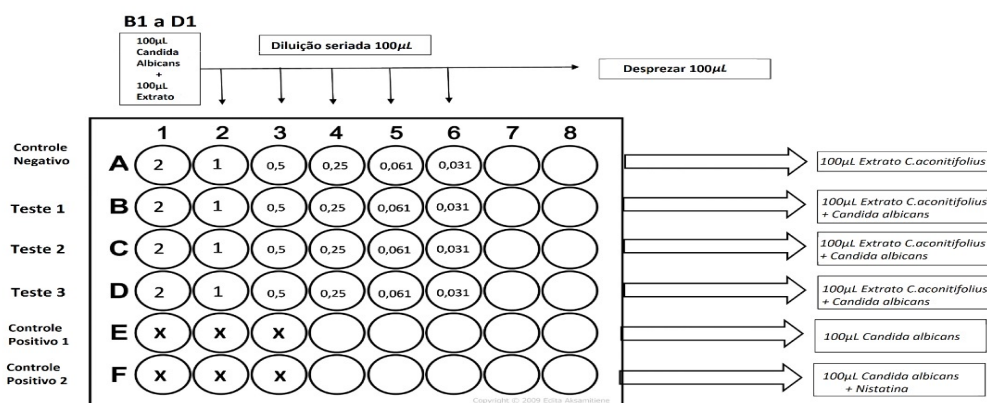 B1 a D1
100µL
Candida
Albicans
+
100µL
Extrato
Diluição seriada 100µL
Desprezar 100µL
1 2 3 4 5 6 7 8
Controle
Negativo
A 2 1 0,5 0,25 0,061 0,031
100µL Extrato C.aconitifolius
Teste 1
B 2 1 0,5 0,25 0,061 0,031
100µL Extrato C.aconitifolius
+ Candida albicans
Teste 2
C 2 1 0,5 0,25 0,061 0,031
100µL Extrato C.aconitifolius
+ Candida albicans
Teste 3
D 2 1 0,5 0,25 0,061 0,031
100µL Extrato C.aconitifolius
+ Candida albicans
Controle
Positivo 1
E x x x
100µL Candida albicans
Controle
Positivo 2
F x x x
100µL Candida albicans
+ Nistatina
Copyright © 2009 Edita